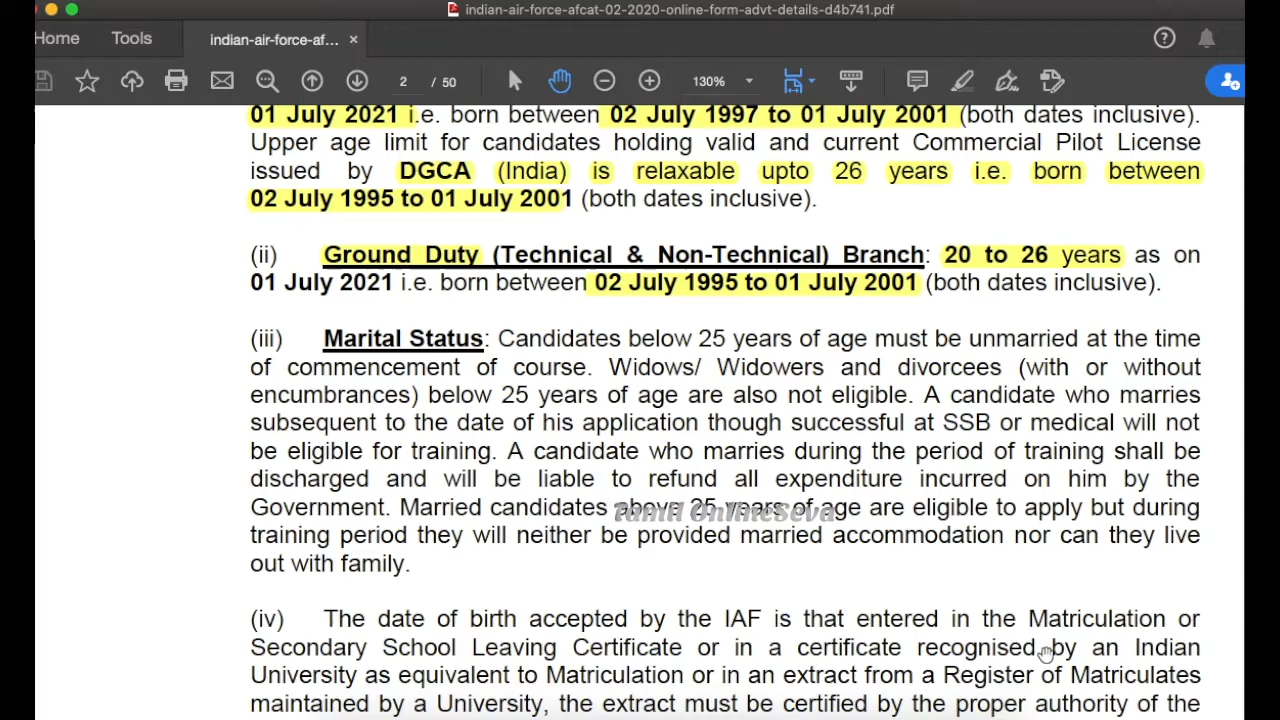 indian-air-force-afcat-02-2020-online-form-advt-details-d4b741.pdf
Home Tools indian-air-force-af... ×
2 / 50 130%
01 July 2021 i.e. born between 02 July 1997 to 01 July 2001 (both dates inclusive).
Upper age limit for candidates holding valid and current Commercial Pilot License
issued by DGCA (India) is relaxable upto 26 years i.e. born between
02 July 1995 to 01 July 2001 (both dates inclusive).
(ii) Ground Duty (Technical & Non-Technical) Branch: 20 to 26 years as on
01 July 2021 i.e. born between 02 July 1995 to 01 July 2001 (both dates inclusive).
(iii) Marital Status: Candidates below 25 years of age must be unmarried at the time
of commencement of course. Widows/ Widowers and divorcees (with or without
encumbrances) below 25 years of age are also not eligible. A candidate who marries
subsequent to the date of his application though successful at SSB or medical will not
be eligible for training. A candidate who marries during the period of training shall be
discharged and will be liable to refund all expenditure incurred on him by the
Government. Married candidates above 25 years of age are eligible to apply but during
Tamil OnlineSeva
training period they will neither be provided married accommodation nor can they live
out with family.
(iv) The date of birth accepted by the IAF is that entered in the Matriculation or
Secondary School Leaving Certificate or in a certificate recognised by an Indian
University as equivalent to Matriculation or in an extract from a Register of Matriculates
maintained by a University, the extract must be certified by the proper authority of the